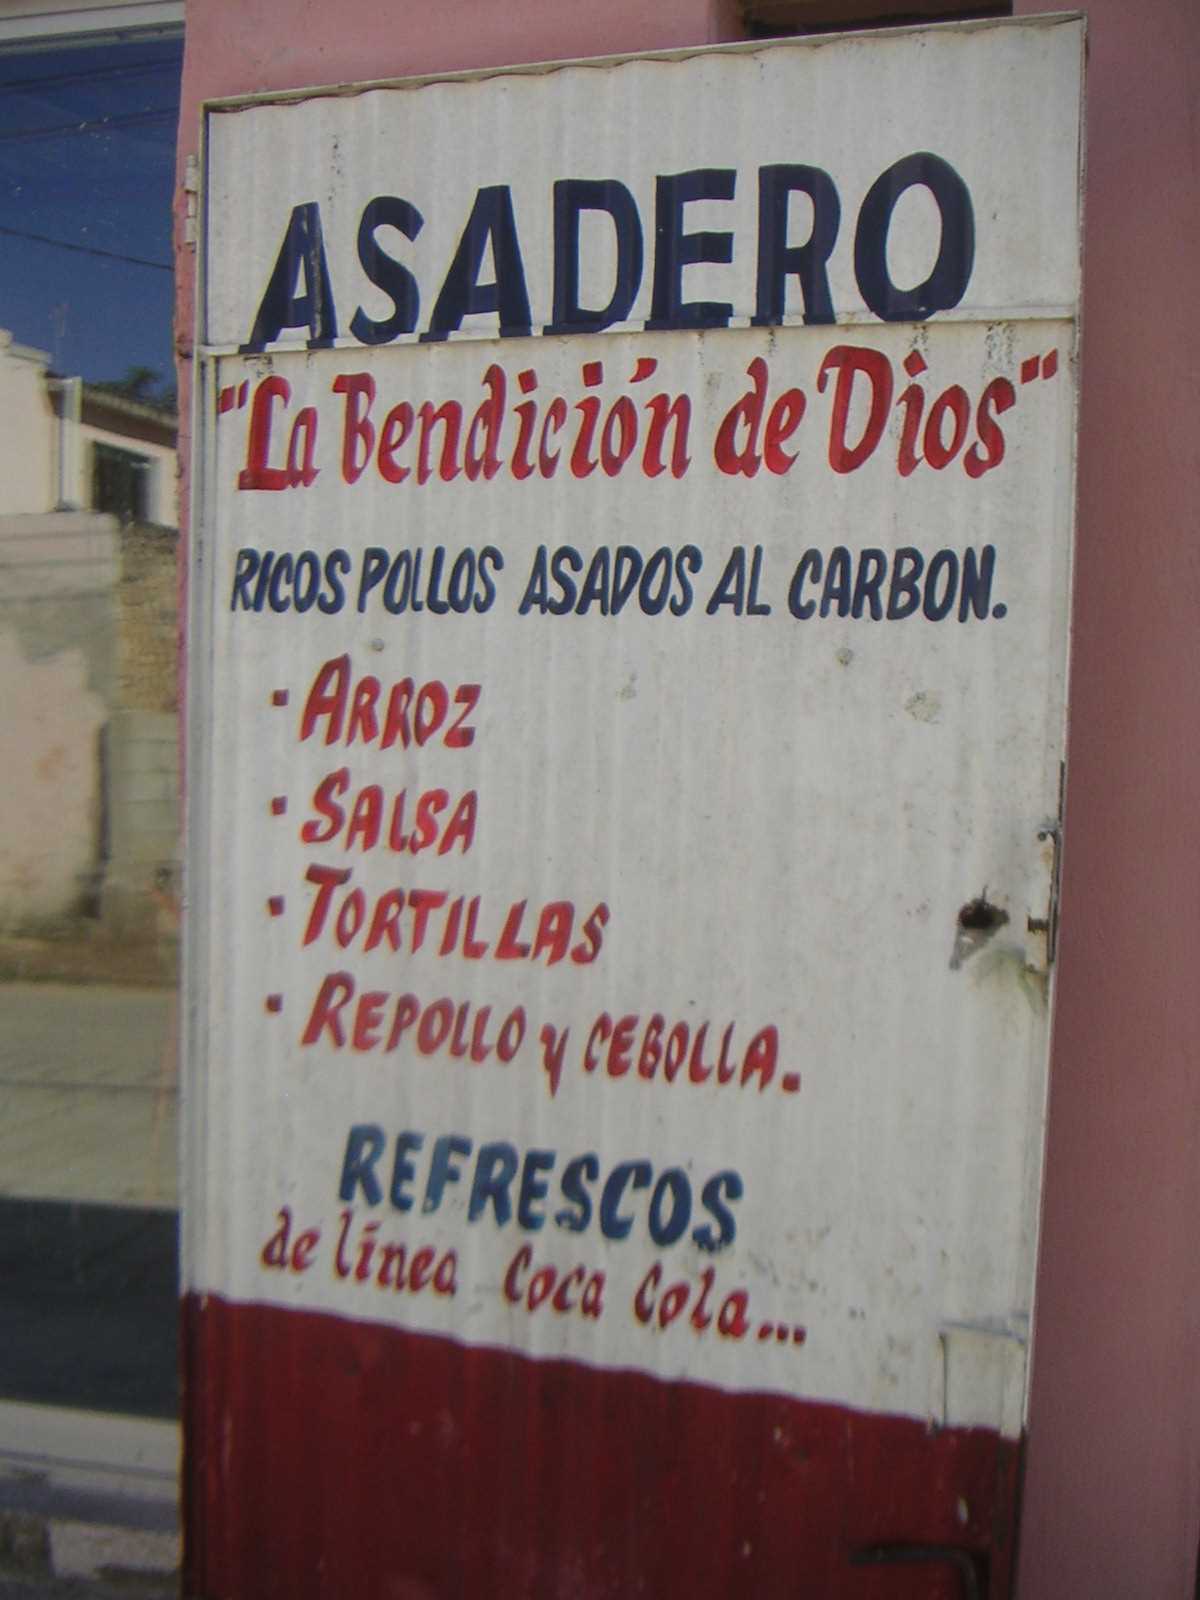 ASADERO
"La Bendición de Dios"
RICOS POLLOS ASADOS AL CARBON.
· ARROZ
· SALSA
· TORTILLAS
· REPOLLO y CEBOLLA.
REFRESCOS
de línea Coca Cola...